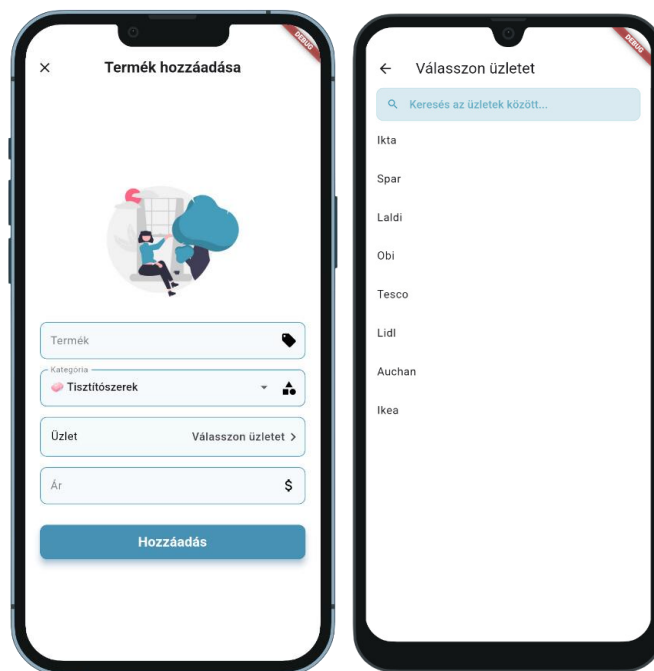 DEBUG
Termék hozzáadása
Termék
Kategória
Tisztítószerek
Üzlet Válasszon üzletet
Ár $
Hozzáadás
DEBUG
Válasszon üzletet
Keresés az üzletek között...
Ikta
Spar
Laldi
Obi
Tesco
Lidl
Auchan
Ikea